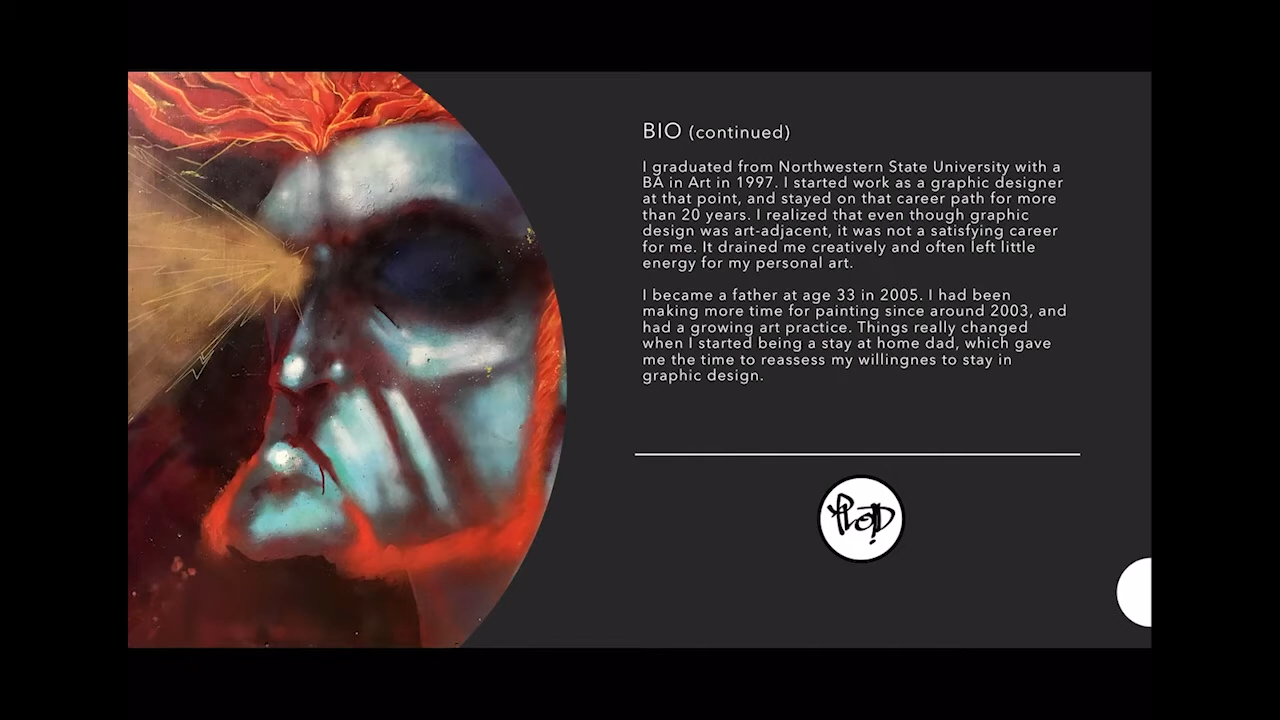 BIO (continued)
I graduated from Northwestern State University with a
BA in Art in 1997. I started work as a graphic designer
at that point, and stayed on that career path for more
than 20 years. I realized that even though graphic
design was art-adjacent, it was not a satisfying career
for me. It drained me creatively and often left little
energy for my personal art.
I became a father at age 33 in 2005. I had been
making more time for painting since around 2003, and
had a growing art practice. Things really changed
when I started being a stay at home dad, which gave
me the time to reassess my willingnes to stay in
graphic design.